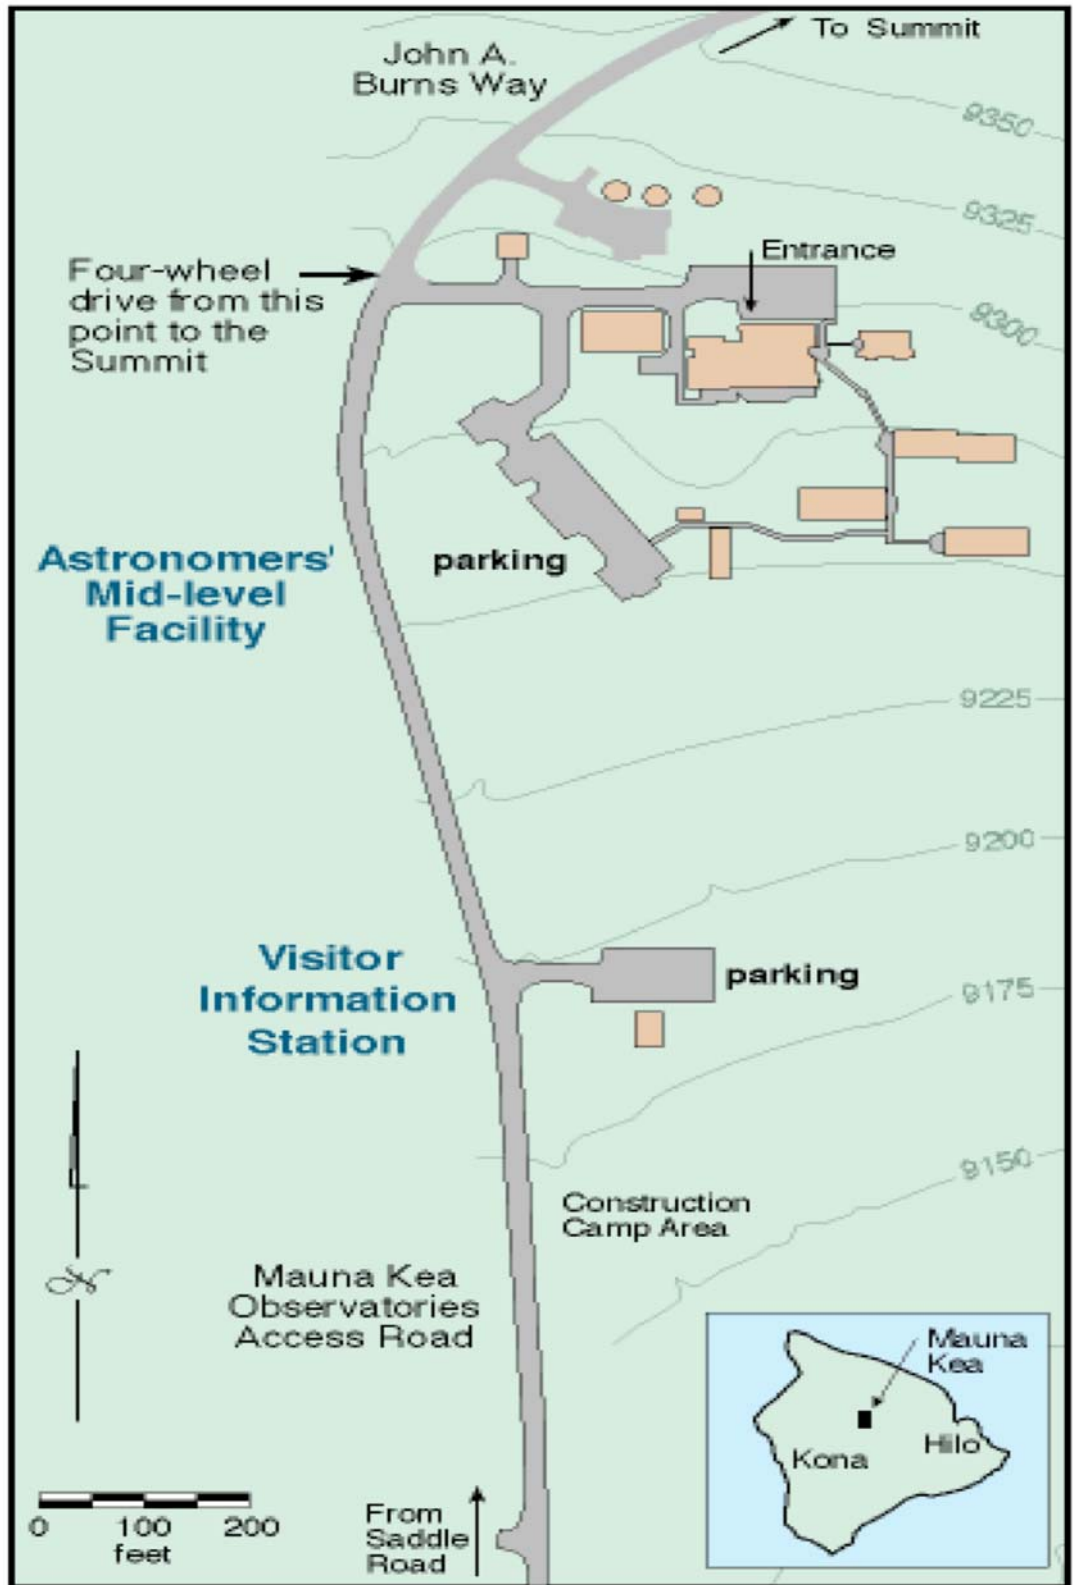 To Summit
John A.
Burns Way
9350
9325
Entrance
Four-wheel
drive from this
point to the
Summit
9300
Astronomers'
Mid-level
Facility
parking
9225
9200
Visitor
Information
Station
parking
9175
9150
Construction
Camp Area
Mauna Kea
Observatories
Access Road
N
Mauna
Kea
Hilo
Kona
0 100 200
feet
From
Saddle
Road